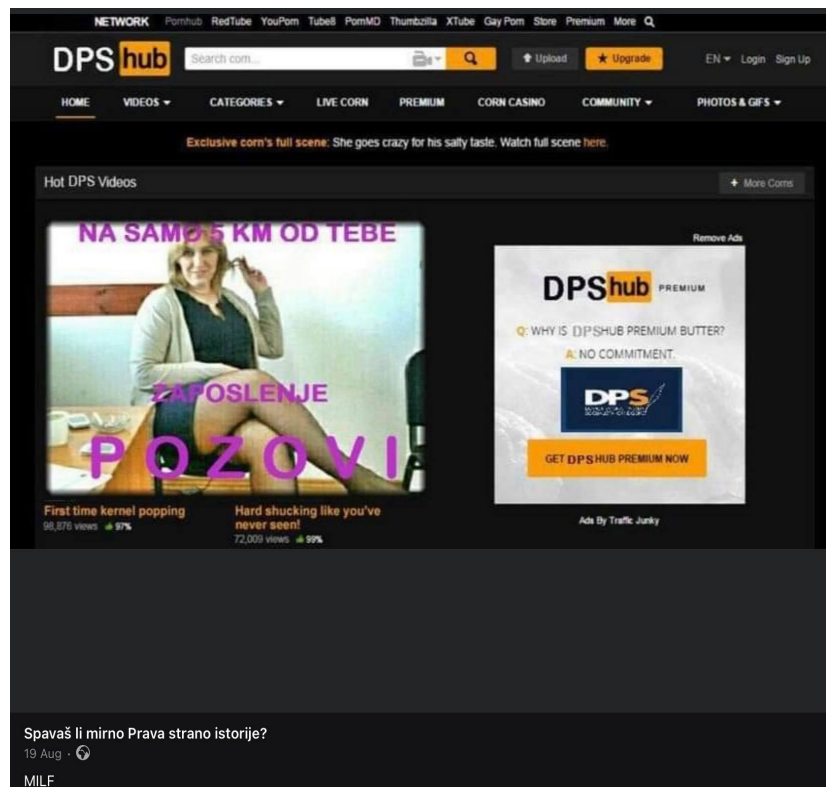 NETWORK Pornhub RedTube YouPorn Tube8 PornMD Thumbzilla XTube Gay Porn Store Premium More
DPS hub
Search corn...
Upload
Upgrade
EN
Login
Sign Up
HOME VIDEOS CATEGORIES LIVE CORN PREMIUM CORN CASINO COMMUNITY PHOTOS & GIFS
Exclusive corn's full scene: She goes crazy for his salty taste. Watch full scene here.
Hot DPS Videos
+ More Corns
NA SAMO 5 KM OD TEBE
ZAPOSLENJE
POZOVI
First time kernel popping
98,876 views 97%
Hard shucking like you've
never seen!
72,009 views 99%
Remove Ads
DPS hub PREMIUM
Q: WHY IS DPSHUB PREMIUM BUTTER?
A: NO COMMITMENT.
DPS
GET DPSHUB PREMIUM NOW
Ads By Traffic Junky
Spavaš li mirno Prava strano istorije?
19 Aug ·
MILF